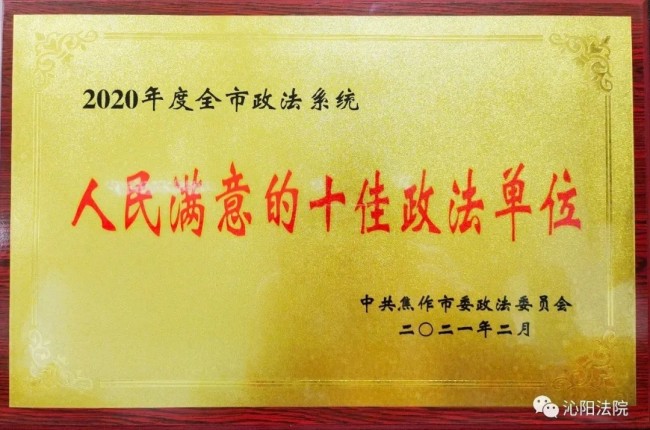 2020年度全市政法系统
人民满意的十佳政法单位
中共焦作市委政法委员会
二〇二一年二月
沁阳法院